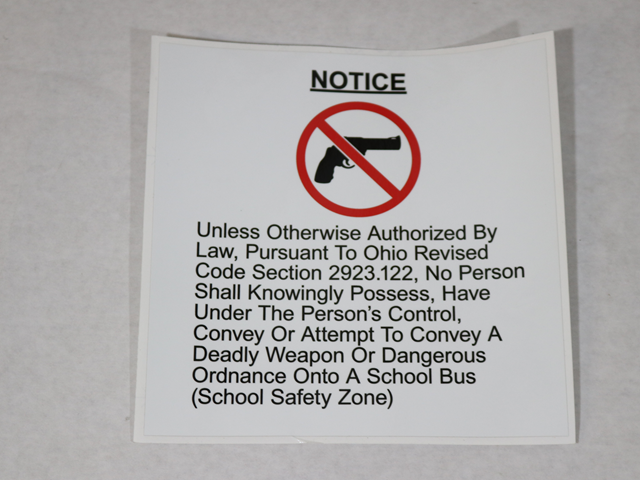 NOTICE
Unless Otherwise Authorized By
Law, Pursuant To Ohio Revised
Code Section 2923.122, No Person
Shall Knowingly Possess, Have
Under The Person's Control,
Convey Or Attempt To Convey A
Deadly Weapon Or Dangerous
Ordnance Onto A School Bus
(School Safety Zone)